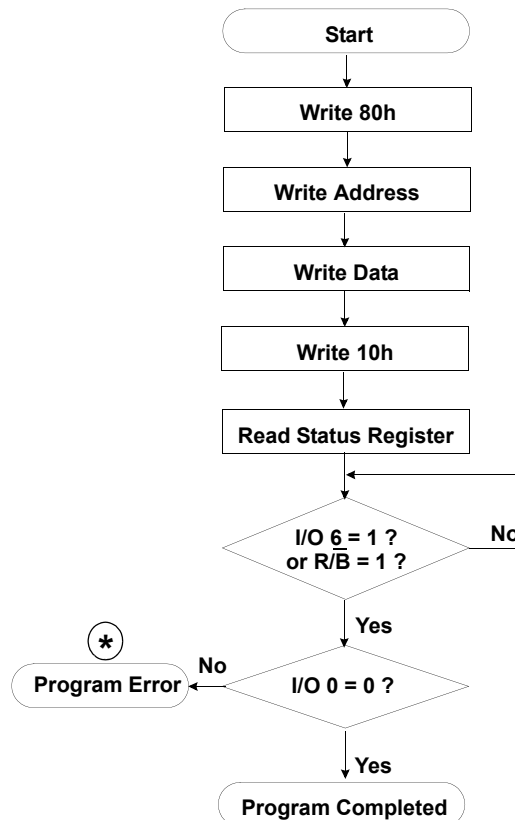 Start
Write 80h
Write Address
Write Data
Write 10h
Read Status Register
I/O 6 = 1 ?
or R/B̅ = 1 ?
No
Yes
*
No
Program Error
I/O 0 = 0 ?
Yes
Program Completed